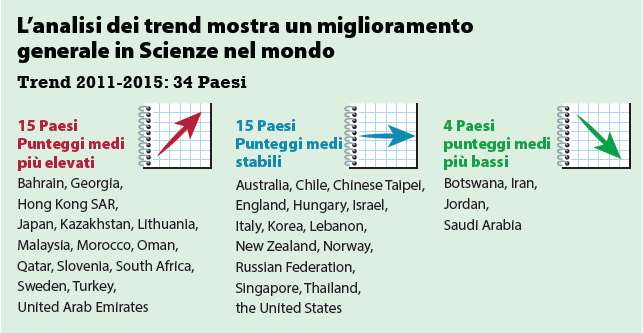 L’analisi dei trend mostra un miglioramento
generale in Scienze nel mondo
Trend 2011-2015: 34 Paesi
15 Paesi
Punteggi medi
più elevati
Bahrain, Georgia,
Hong Kong SAR,
Japan, Kazakhstan, Lithuania,
Malaysia, Morocco, Oman,
Qatar, Slovenia, South Africa,
Sweden, Turkey,
United Arab Emirates
15 Paesi
Punteggi medi
stabili
Australia, Chile, Chinese Taipei,
England, Hungary, Israel,
Italy, Korea, Lebanon,
New Zealand, Norway,
Russian Federation,
Singapore, Thailand,
the United States
4 Paesi
punteggi medi
più bassi
Botswana, Iran,
Jordan,
Saudi Arabia